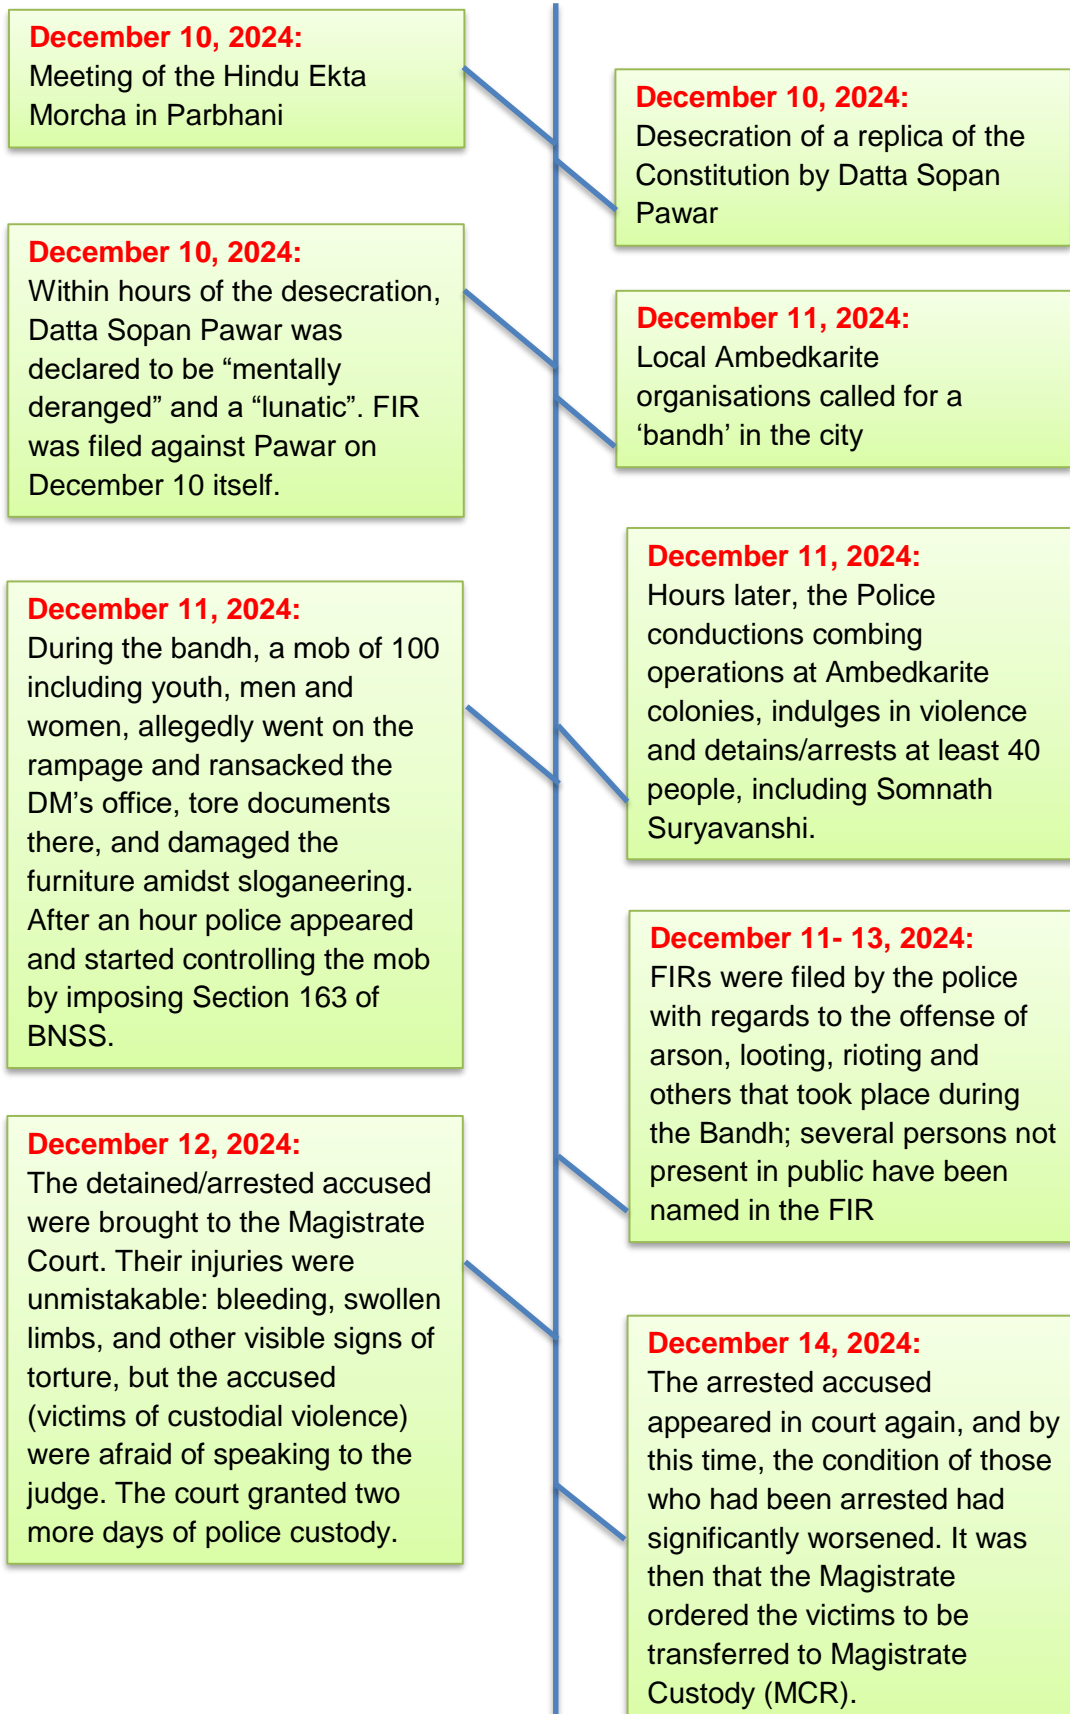 December 10, 2024:
Meeting of the Hindu Ekta
Morcha in Parbhani
December 10, 2024:
Desecration of a replica of the
Constitution by Datta Sopan
Pawar
December 10, 2024:
Within hours of the desecration,
Datta Sopan Pawar was
declared to be “mentally
deranged” and a “lunatic”. FIR
was filed against Pawar on
December 10 itself.
December 11, 2024:
Local Ambedkarite
organisations called for a
‘bandh’ in the city
December 11, 2024:
During the bandh, a mob of 100
including youth, men and
women, allegedly went on the
rampage and ransacked the
DM’s office, tore documents
there, and damaged the
furniture amidst sloganeering.
After an hour police appeared
and started controlling the mob
by imposing Section 163 of
BNSS.
December 11, 2024:
Hours later, the Police
conductions combing
operations at Ambedkarite
colonies, indulges in violence
and detains/arrests at least 40
people, including Somnath
Suryavanshi.
December 11- 13, 2024:
FIRs were filed by the police
with regards to the offense of
arson, looting, rioting and
others that took place during
the Bandh; several persons not
present in public have been
named in the FIR
December 12, 2024:
The detained/arrested accused
were brought to the Magistrate
Court. Their injuries were
unmistakable: bleeding, swollen
limbs, and other visible signs of
torture, but the accused
(victims of custodial violence)
were afraid of speaking to the
judge. The court granted two
more days of police custody.
December 14, 2024:
The arrested accused
appeared in court again, and by
this time, the condition of those
who had been arrested had
significantly worsened. It was
then that the Magistrate
ordered the victims to be
transferred to Magistrate
Custody (MCR).